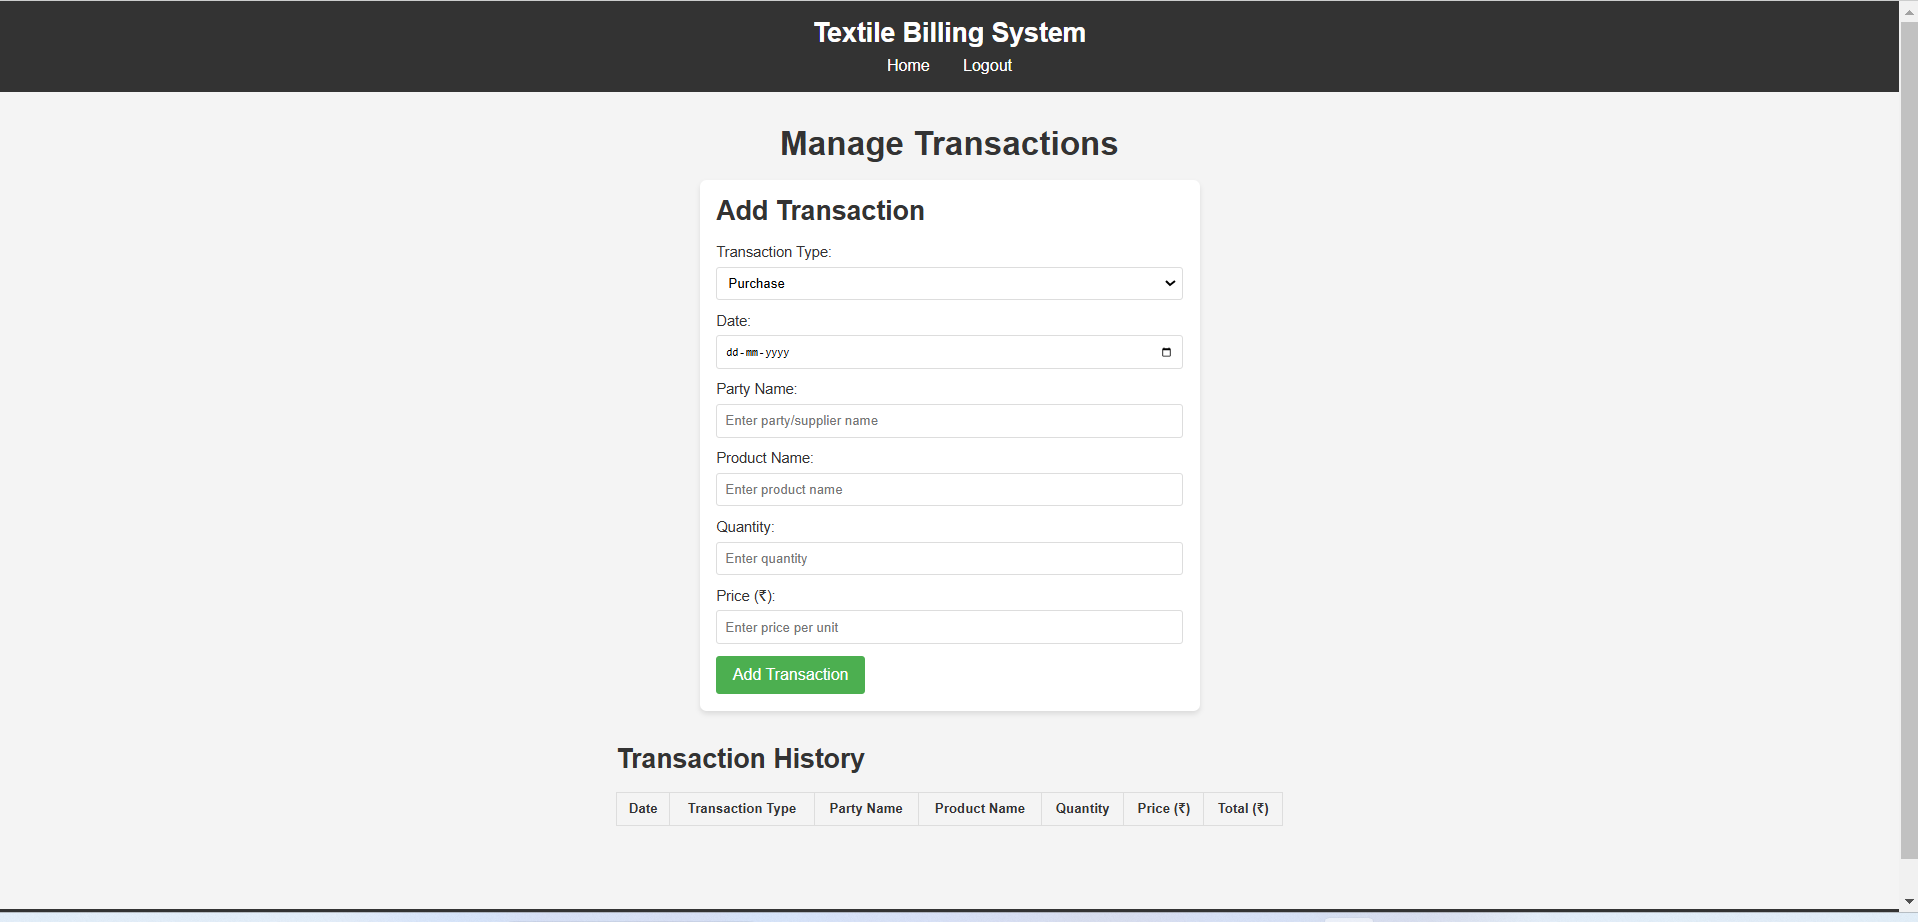 Textile Billing System
Home Logout
Manage Transactions
Add Transaction
Transaction Type:
Purchase
Date:
dd-mm-yyyy
Party Name:
Enter party/supplier name
Product Name:
Enter product name
Quantity:
Enter quantity
Price (₹):
Enter price per unit
Add Transaction
Transaction History
Date Transaction Type Party Name Product Name Quantity Price (₹) Total (₹)